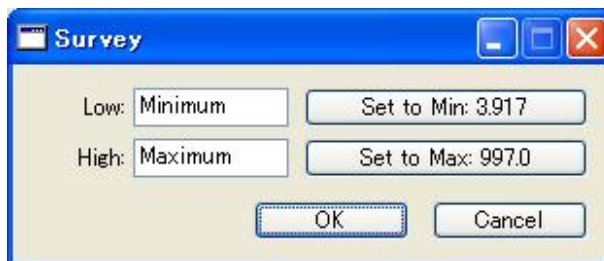 Survey
Low: Minimum Set to Min: 3.917
High: Maximum Set to Max: 997.0
OK Cancel